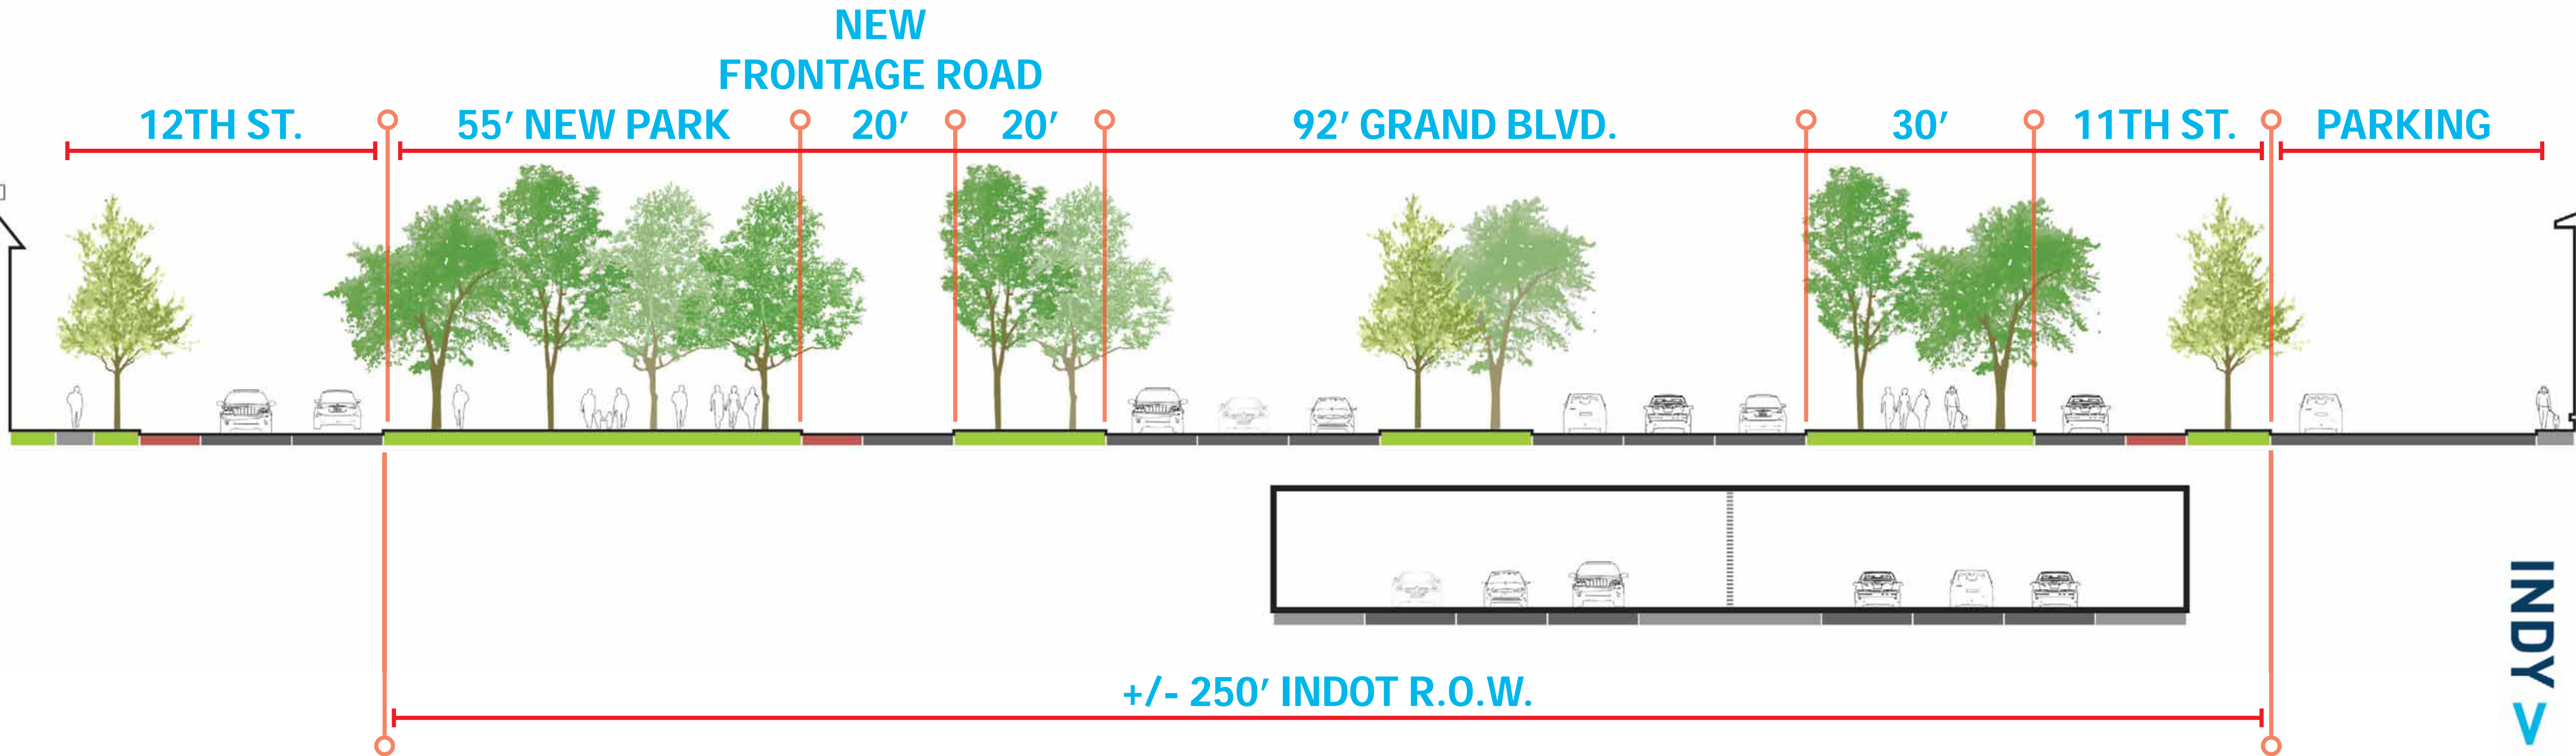 NEW
FRONTAGE ROAD
12TH ST. 55′ NEW PARK 20′ 20′ 92′ GRAND BLVD. 30′ 11TH ST. PARKING
+/- 250′ INDOT R.O.W.
INDY >